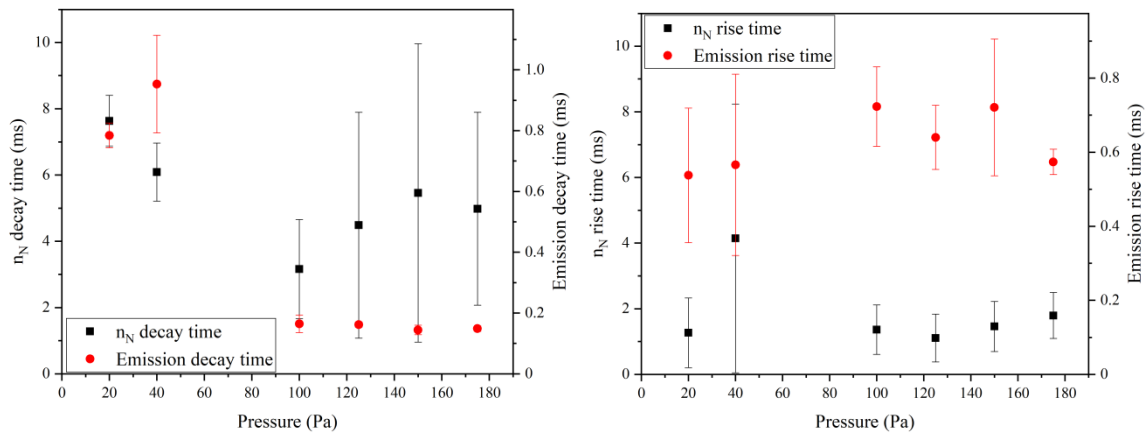 n_N decay time (ms)
10
8
6
4
2
0
n_N decay time
Emission decay time
0 20 40 60 80 100 120 140 160 180
Pressure (Pa)
1.0
0.8
0.6
0.4
0.2
0.0
Emission decay time (ms)
n_N rise time (ms)
10
8
6
4
2
0
n_N rise time
Emission rise time
0 20 40 60 80 100 120 140 160 180
Pressure (Pa)
0.8
0.6
0.4
0.2
0.0
Emission rise time (ms)